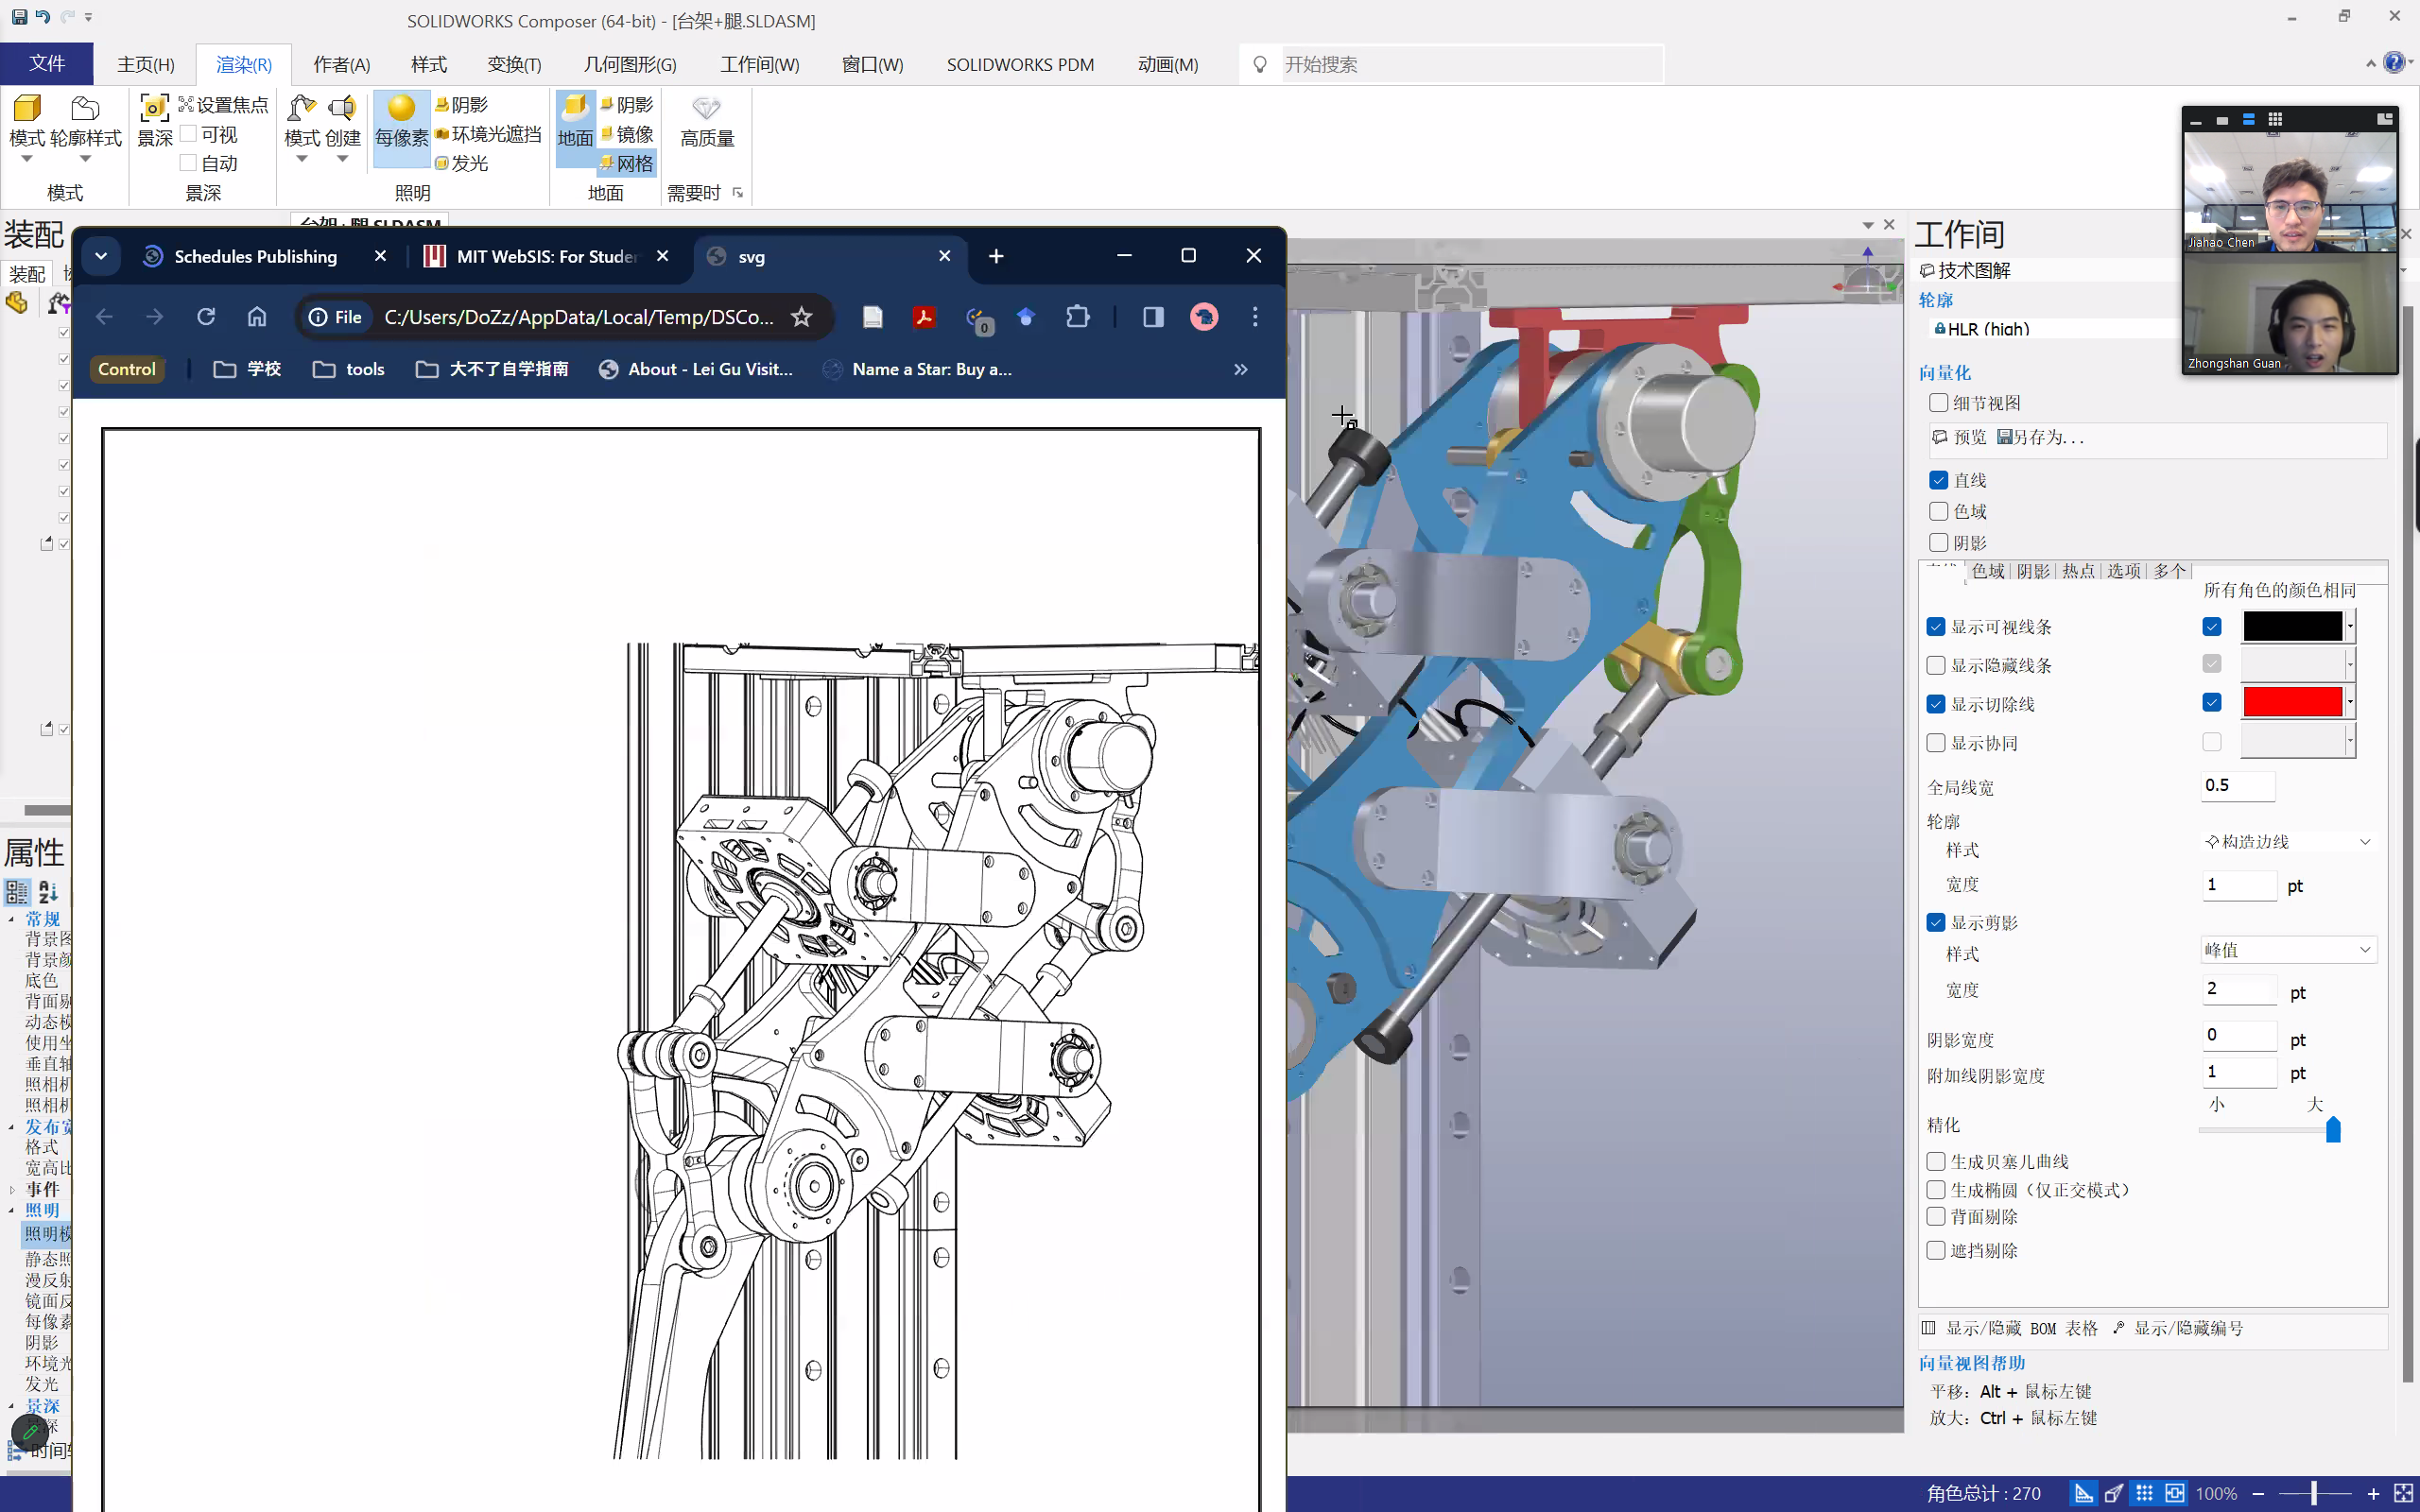 SOLIDWORKS Composer (64-bit) - [台架+腿.SLDASM]
文件 主页(H) 渲染(R) 作者(A) 样式 变换(T) 几何图形(G) 工作间(W) 窗口(W) SOLIDWORKS PDM 动画(M) 开始搜索
设置焦点 阴影 阴影
模式 轮廓样式 景深 可视 模式 创建 每像素 环境光遮挡 地面 镜像 高质量
自动 发光 网格
模式 景深 照明 地面 需要时
台架+腿.SLDASM
装配
装配
Schedules Publishing
MIT WebSIS: For Studen
svg
File C:/Users/DoZz/AppData/Local/Temp/DSCo...
0
Control 学校 tools 大不了自学指南 About - Lei Gu Visit... Name a Star: Buy a...
Jiahao Chen
Zhongshan Guan
属性
常规
背景图
背景颜
底色
背面剔
动态模
使用坐
垂直轴
照相机
照相机
发布宽
格式
宽高比
事件
照明
照明模
静态照
漫反射
镜面反
每像素
阴影
环境光
发光
景深
时间
工作间
技术图解
轮廓
HLR (high)
向量化
细节视图
预览 另存为...
直线
色域
阴影
色域 阴影 热点 选项 多个
所有角色的颜色相同
显示可视线条
显示隐藏线条
显示切除线
显示协同
全局线宽 0.5
轮廓
样式 构造边线
宽度 1 pt
显示剪影
样式 峰值
宽度 2 pt
阴影宽度 0 pt
附加线阴影宽度 1 pt
小 大
精化
生成贝塞儿曲线
生成椭圆（仅正交模式）
背面剔除
遮挡剔除
显示/隐藏 BOM 表格 显示/隐藏编号
向量视图帮助
平移: Alt + 鼠标左键
放大: Ctrl + 鼠标左键
角色总计 : 270 100%